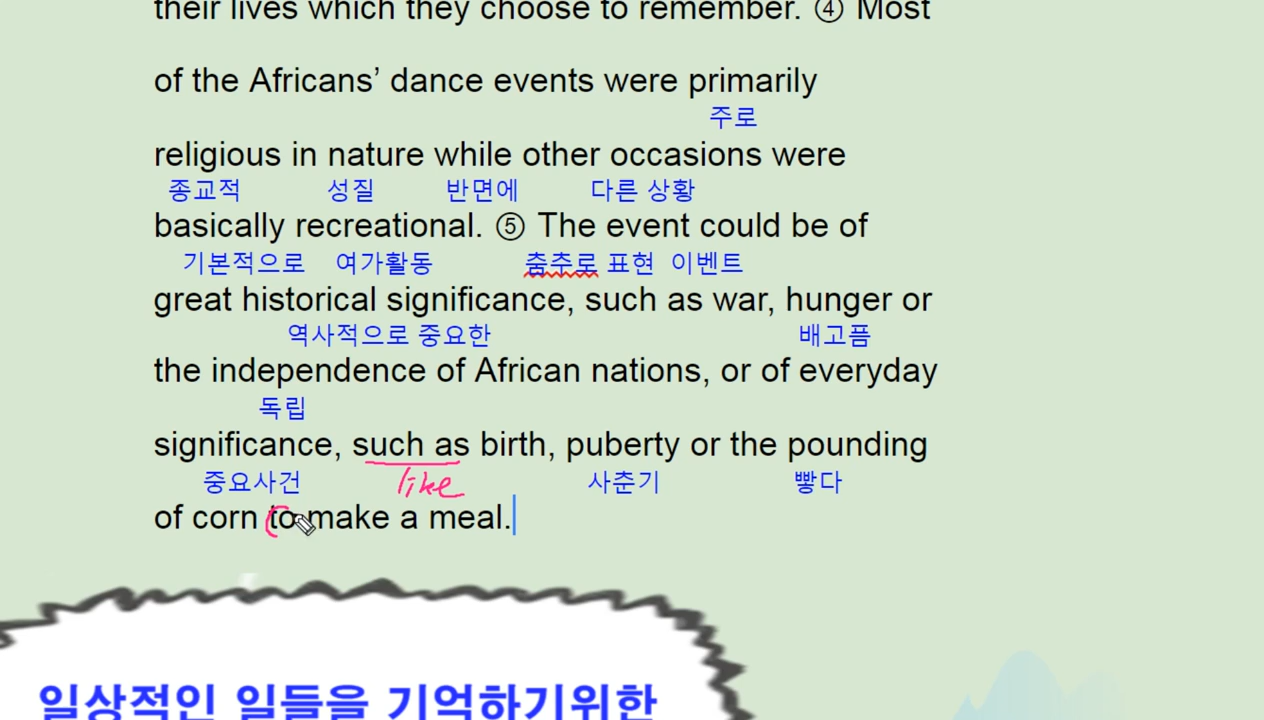 their lives which they choose to remember. ④ Most
of the Africans’ dance events were primarily
주로
religious in nature while other occasions were
종교적 성질 반면에 다른 상황
basically recreational. ⑤ The event could be of
기본적으로 여가활동 춤추로 표현 이벤트
great historical significance, such as war, hunger or
역사적으로 중요한 배고픔
the independence of African nations, or of everyday
독립
significance, such as birth, puberty or the pounding
중요사건 like 사춘기 빻다
of corn (to make a meal.
일상적인 일들을 기억하기위한